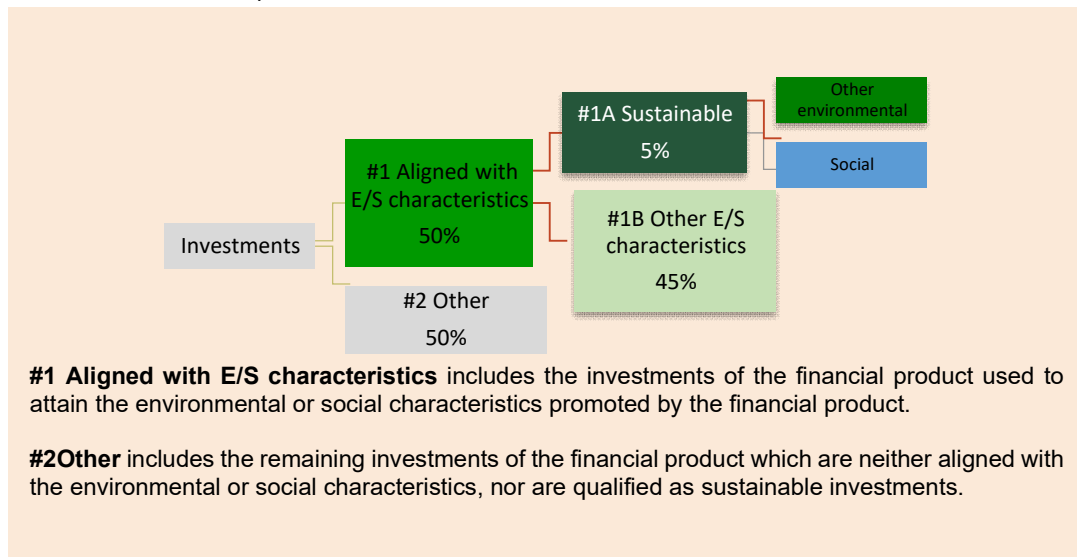 Other
environmental
#1A Sustainable
5%
Social
#1 Aligned with
E/S characteristics
50%
#1B Other E/S
characteristics
45%
Investments
#2 Other
50%
#1 Aligned with E/S characteristics includes the investments of the financial product used to
attain the environmental or social characteristics promoted by the financial product.
#2Other includes the remaining investments of the financial product which are neither aligned with
the environmental or social characteristics, nor are qualified as sustainable investments.